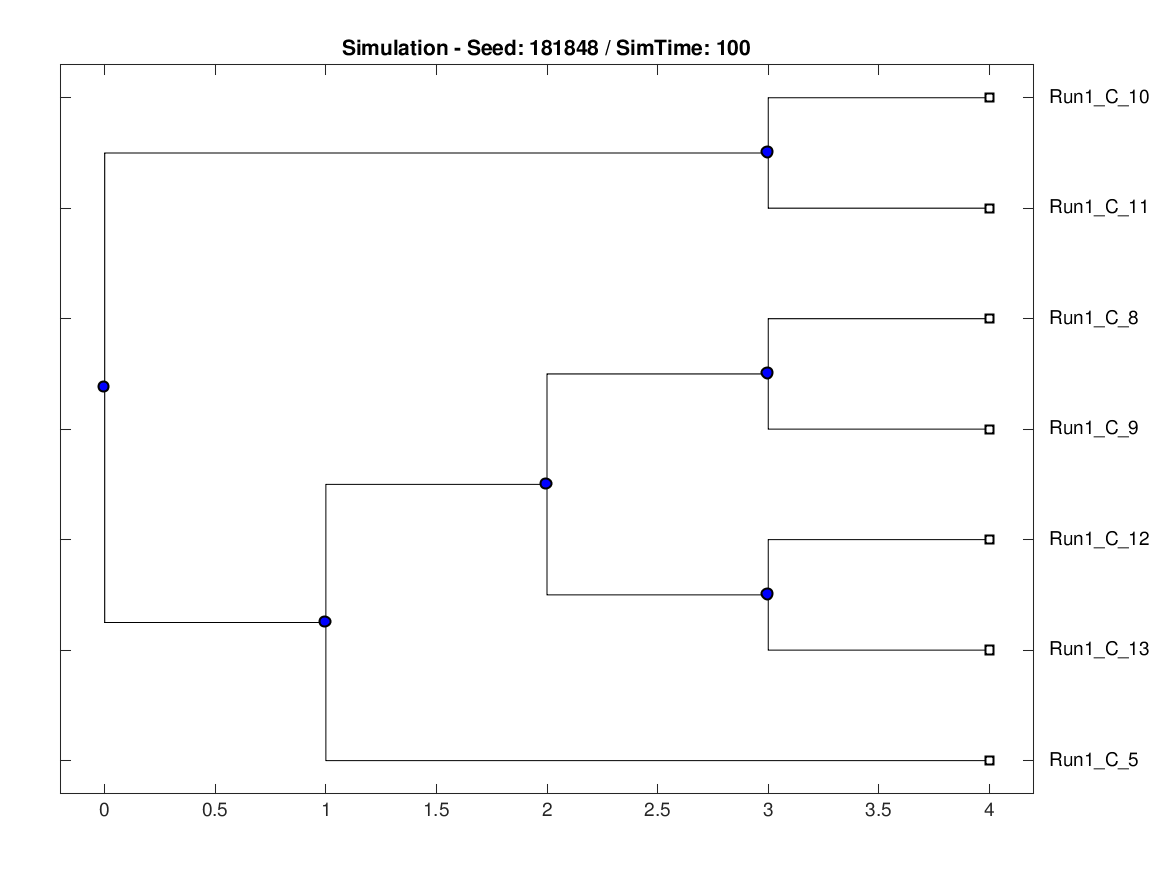 Simulation - Seed: 181848 / SimTime: 100
Run1_C_10
Run1_C_11
Run1_C_8
Run1_C_9
Run1_C_12
Run1_C_13
Run1_C_5
0 0.5 1 1.5 2 2.5 3 3.5 4